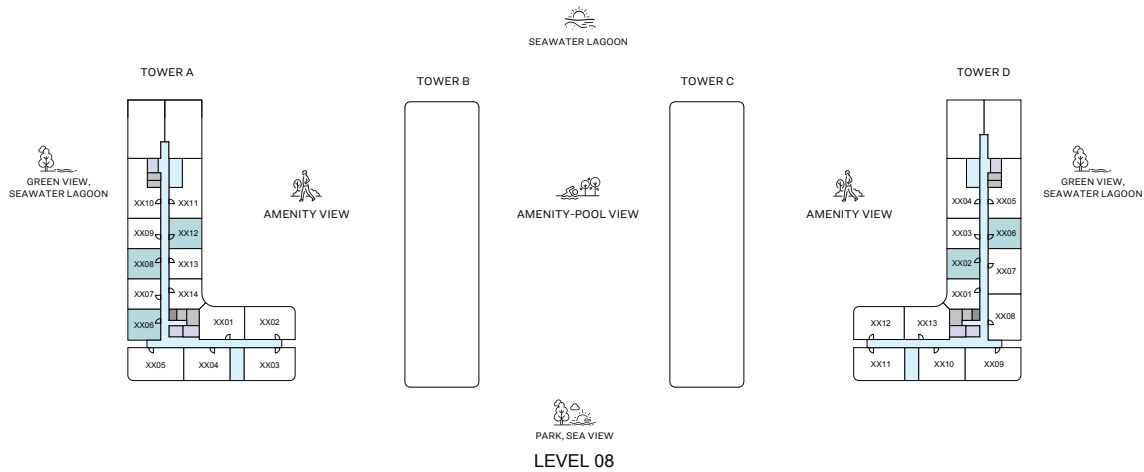 SEAWATER LAGOON
TOWER A
TOWER B
TOWER C
TOWER D
GREEN VIEW,
SEAWATER LAGOON
AMENITY VIEW
AMENITY-POOL VIEW
AMENITY VIEW
GREEN VIEW,
SEAWATER LAGOON
XX10 XX11
XX09 XX12
XX08 XX13
XX07 XX14
XX06 XX01 XX02
XX05 XX04 XX03
XX04 XX05
XX03 XX06
XX02 XX07
XX01 XX08
XX12 XX13
XX11 XX10 XX09
PARK, SEA VIEW
LEVEL 08